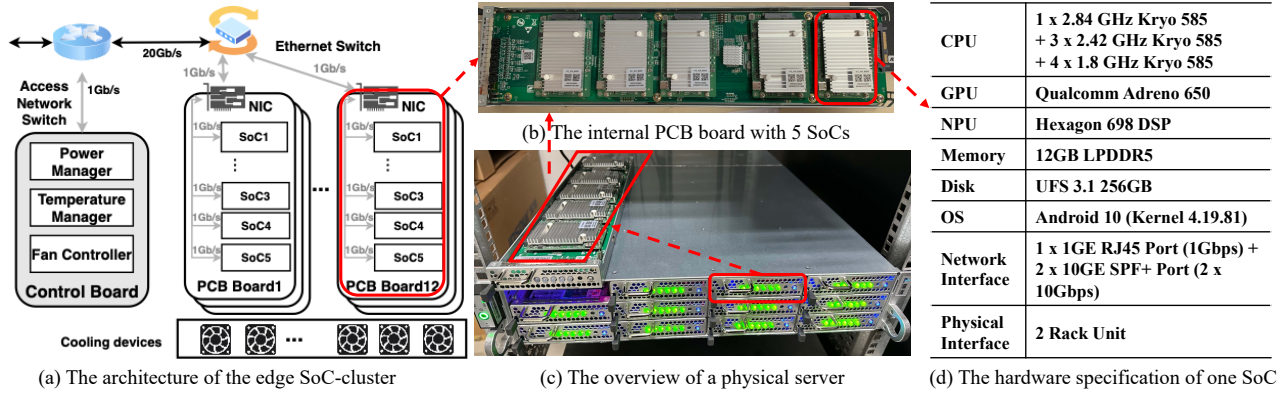 20Gb/s
Ethernet Switch
1Gb/s
1Gb/s
1Gb/s
Access
Network
Switch
NIC
NIC
1Gb/s
SoC1
1Gb/s
SoC1
Power
Manager
Temperature
Manager
Fan Controller
Control Board
1Gb/s
SoC3
1Gb/s
SoC3
1Gb/s
SoC4
1Gb/s
SoC4
1Gb/s
SoC5
1Gb/s
SoC5
PCB Board1
PCB Board12
Cooling devices
(a) The architecture of the edge SoC-cluster
(b) The internal PCB board with 5 SoCs
(c) The overview of a physical server
CPU
1 x 2.84 GHz Kryo 585
+ 3 x 2.42 GHz Kryo 585
+ 4 x 1.8 GHz Kryo 585
GPU
Qualcomm Adreno 650
NPU
Hexagon 698 DSP
Memory
12GB LPDDR5
Disk
UFS 3.1 256GB
OS
Android 10 (Kernel 4.19.81)
Network
Interface
1 x 1GE RJ45 Port (1Gbps) +
2 x 10GE SPF+ Port (2 x
10Gbps)
Physical
Interface
2 Rack Unit
(d) The hardware specification of one SoC